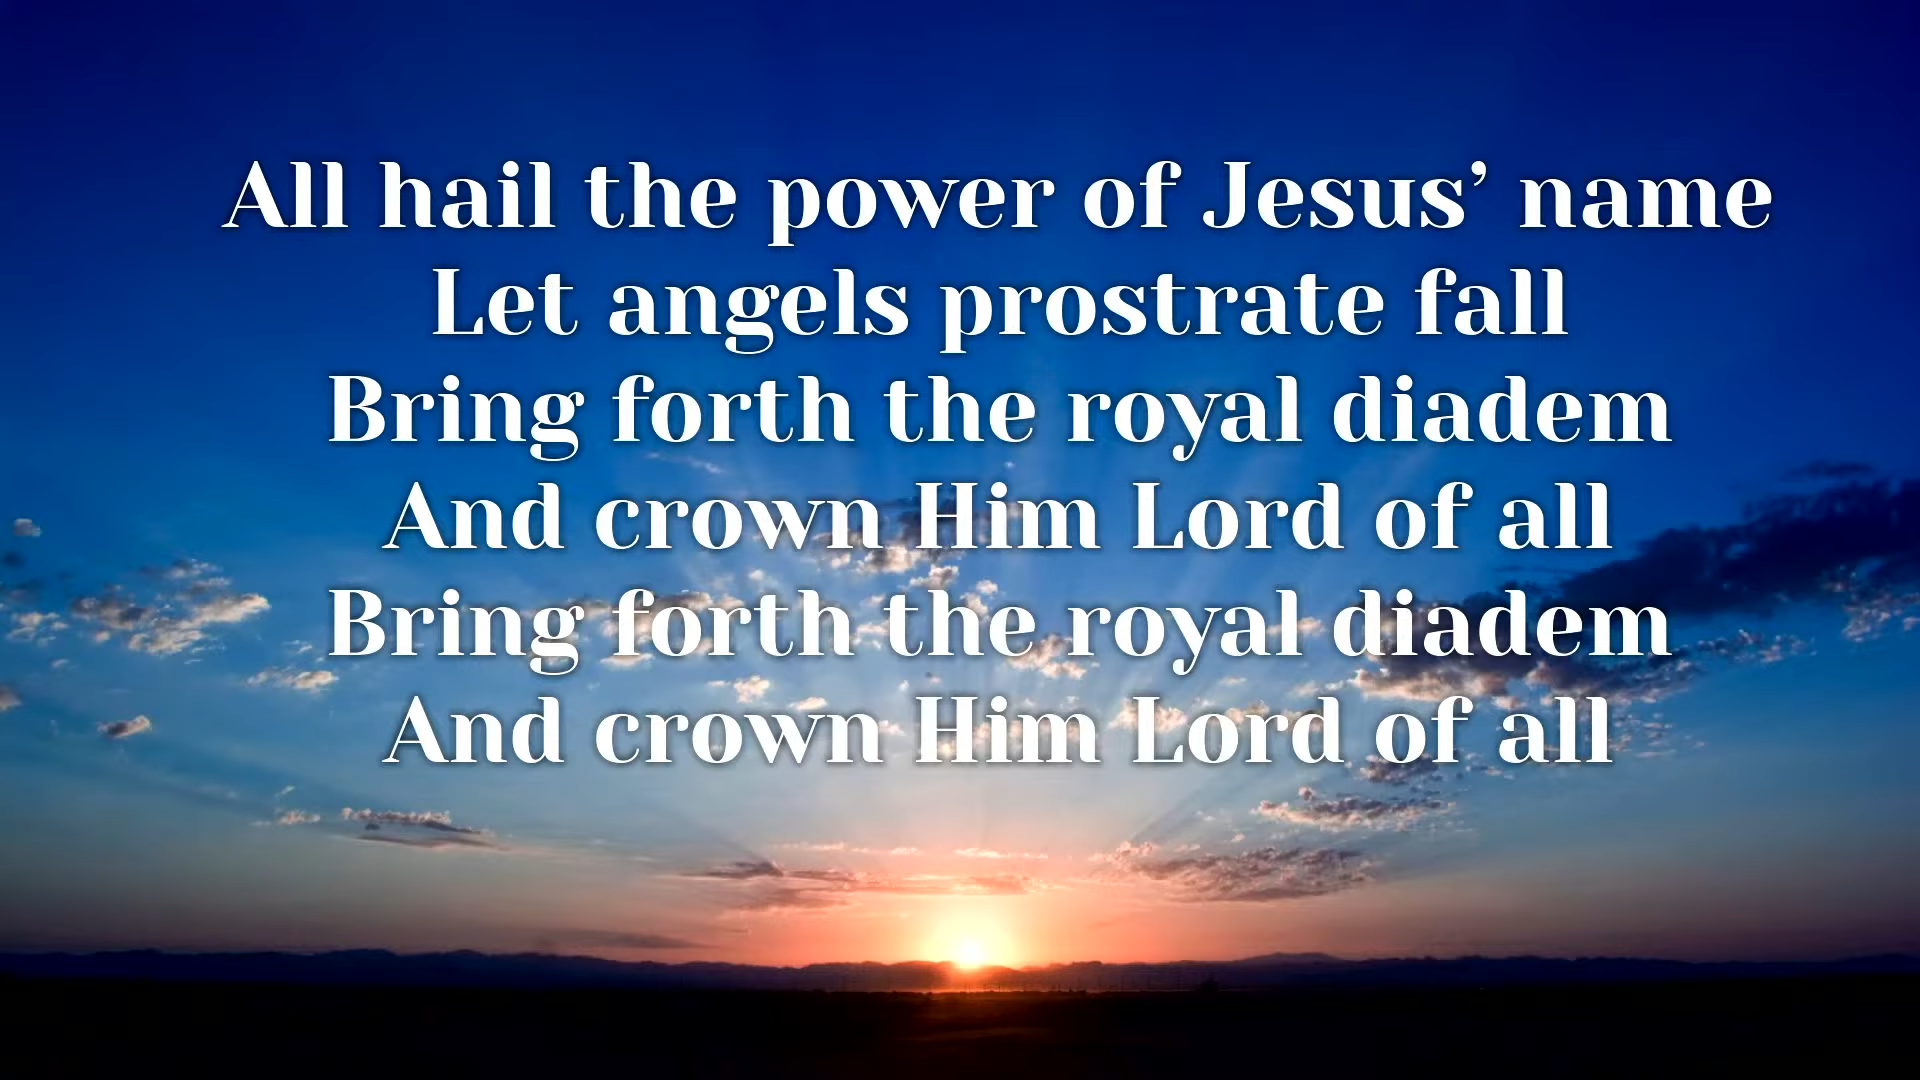 All hail the power of Jesus’ name
Let angels prostrate fall
Bring forth the royal diadem
And crown Him Lord of all
Bring forth the royal diadem
And crown Him Lord of all